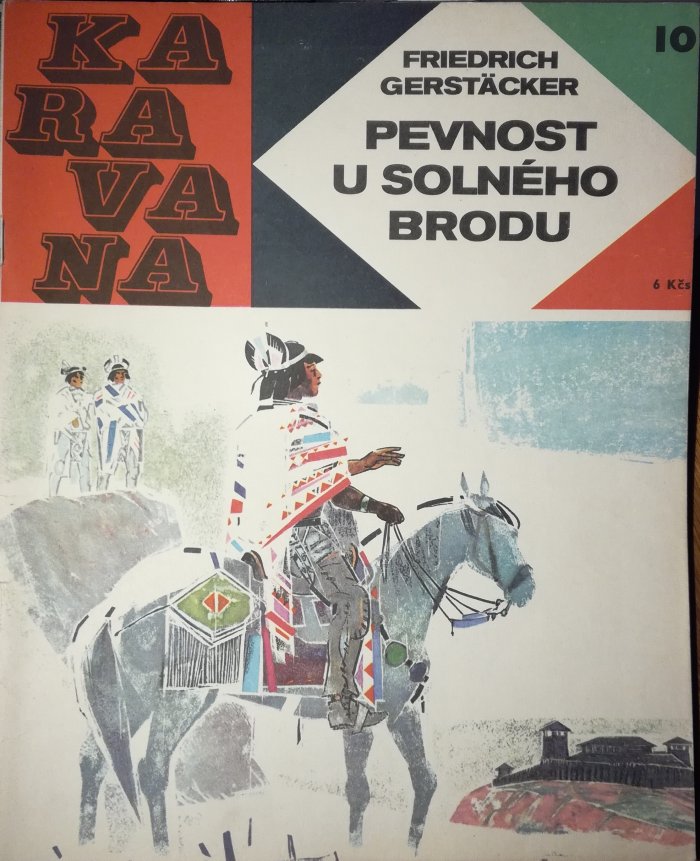 KA
RA
VA
NA
10
FRIEDRICH
GERSTÄCKER
PEVNOST
U SOLNÉHO
BRODU
6 Kčs